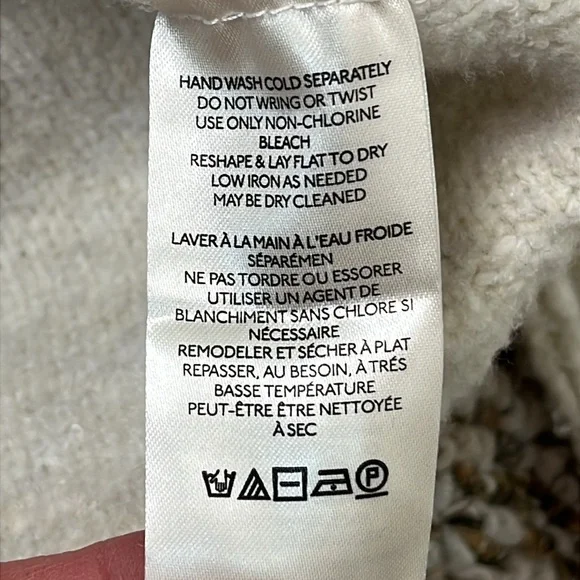 HAND WASH COLD SEPARATELY
DO NOT WRING OR TWIST
USE ONLY NON-CHLORINE
BLEACH
RESHAPE & LAY FLAT TO DRY
LOW IRON AS NEEDED
MAY BE DRY CLEANED
LAVER À LA MAIN À L'EAU FROIDE
SÉPARÉMEN
NE PAS TORDRE OU ESSORER
UTILISER UN AGENT DE
BLANCHIMENT SANS CHLORE SI
NÉCESSAIRE
REMODELER ET SÉCHER À PLAT
REPASSER, AU BESOIN, À TRÉS
BASSE TEMPÉRATURE
PEUT-ÊTRE ÊTRE NETTOYÉE
À SEC
P